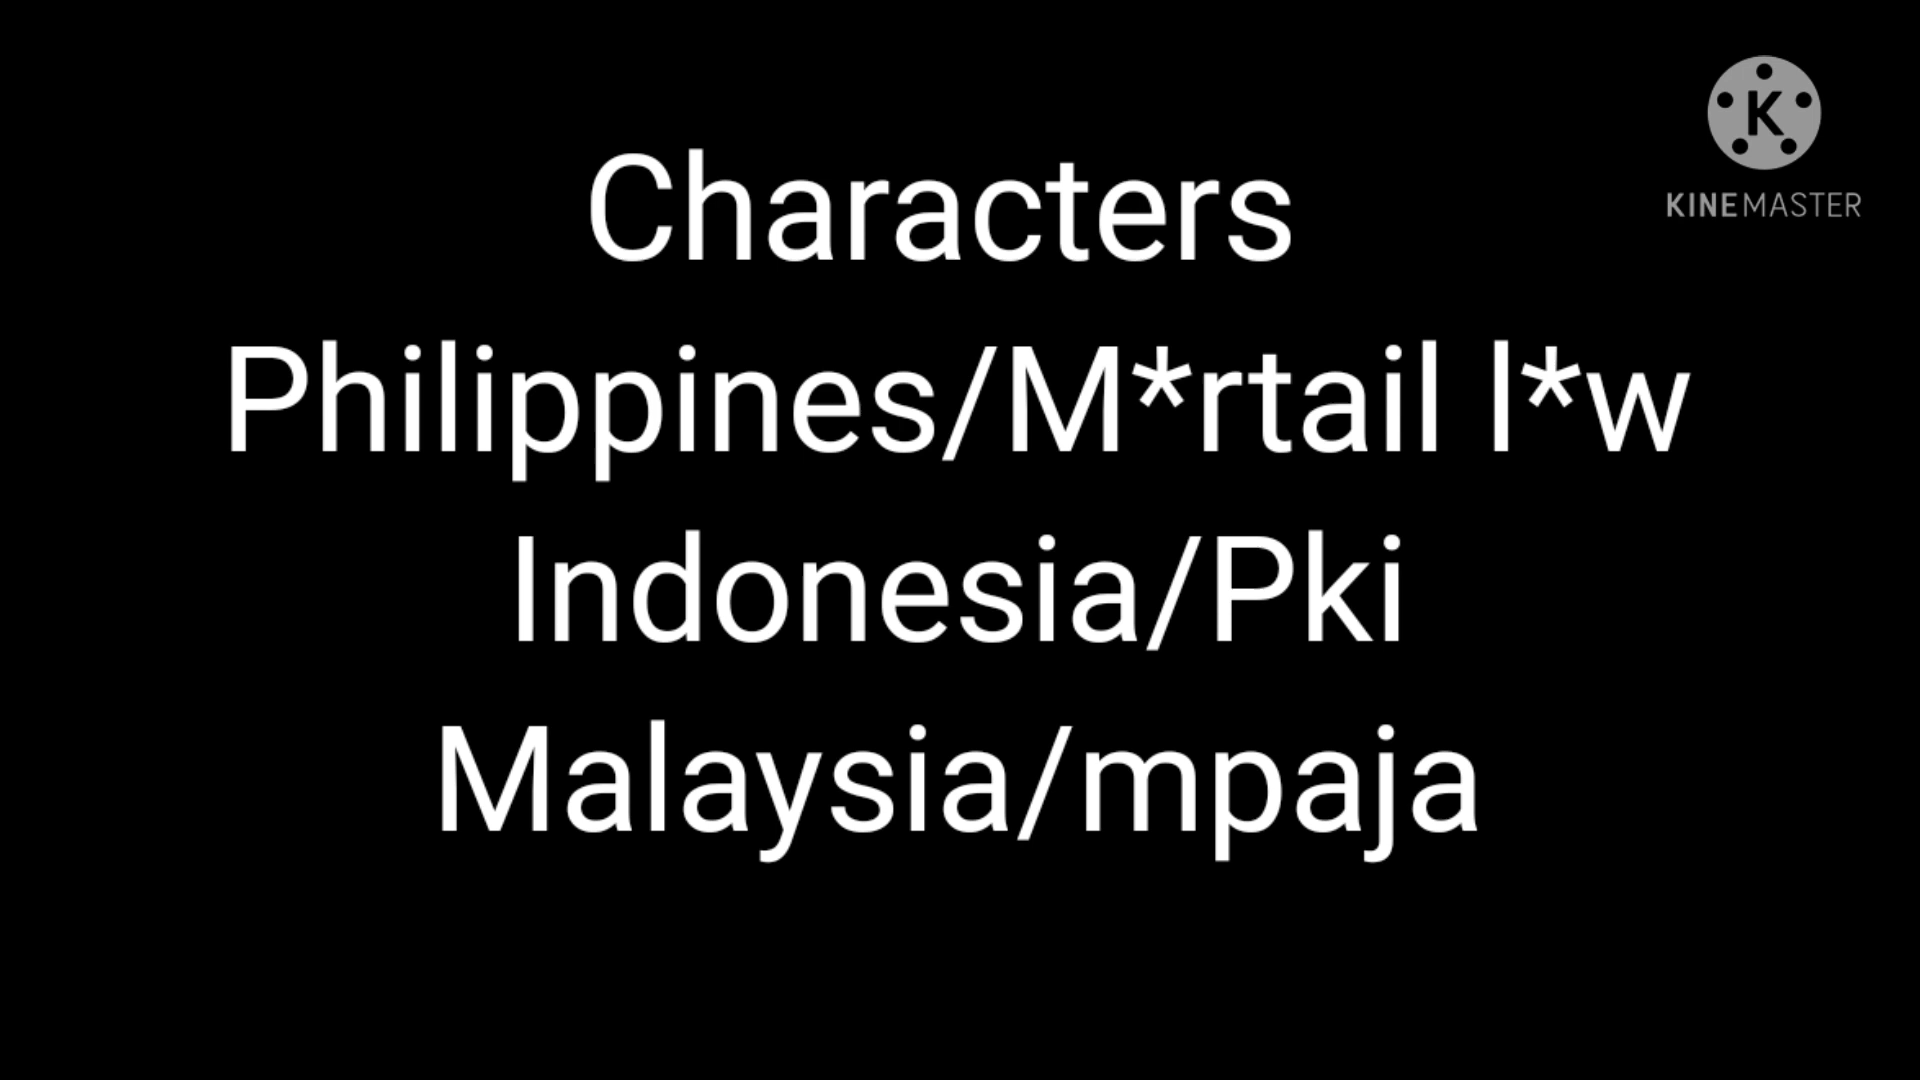 Characters
Philippines/M*rtail l*w
Indonesia/Pki
Malaysia/mpaja
K
KINEMASTER